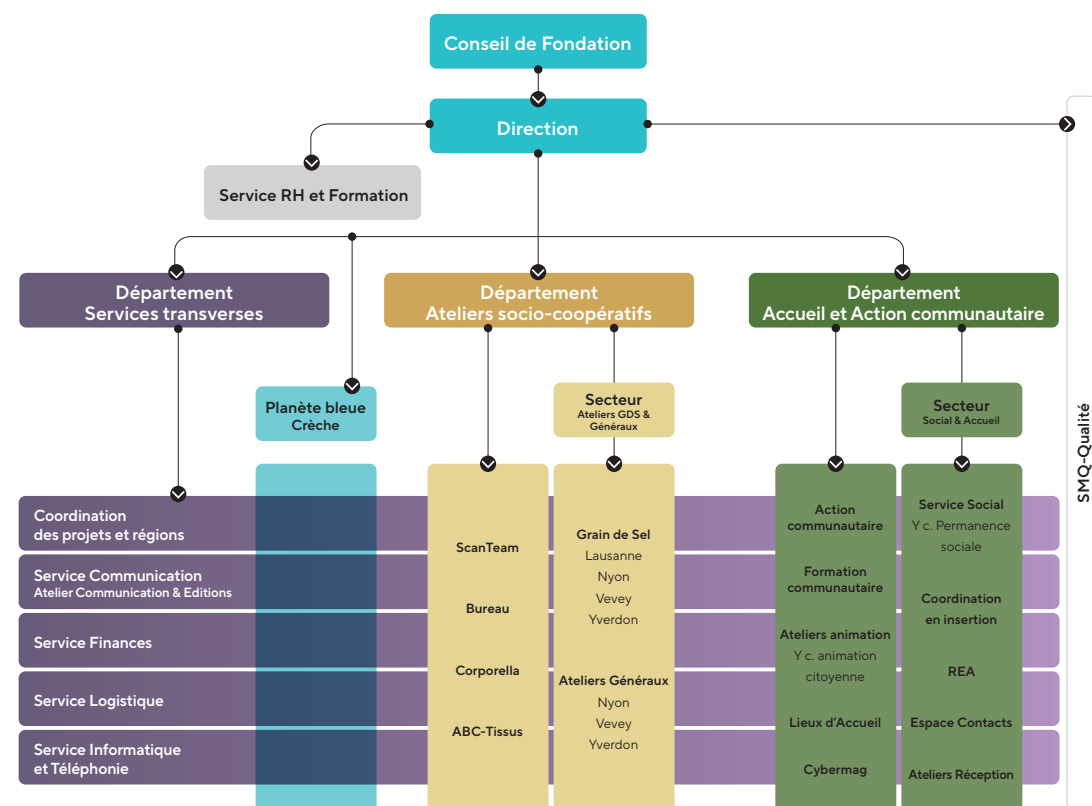 Conseil de Fondation
Direction
Service RH et Formation
Département
Services transverses
Département
Ateliers socio-coopératifs
Département
Accueil et Action communautaire
Planète bleue
Crèche
Secteur
Ateliers GDS &
Généraux
Secteur
Social & Accueil
SMQ-Qualité
Coordination
des projets et régions
Service Communication
Atelier Communication & Editions
Service Finances
Service Logistique
Service Informatique
et Téléphonie
ScanTeam
Bureau
Corporella
ABC-Tissus
Grain de Sel
Lausanne
Nyon
Vevey
Yverdon
Ateliers Généraux
Nyon
Vevey
Yverdon
Action
communautaire
Formation
communautaire
Ateliers animation
Y c. animation
citoyenne
Lieux d'Accueil
Cybermag
Service Social
Y c. Permanence
sociale
Coordination
en insertion
REA
Espace Contacts
Ateliers Réception